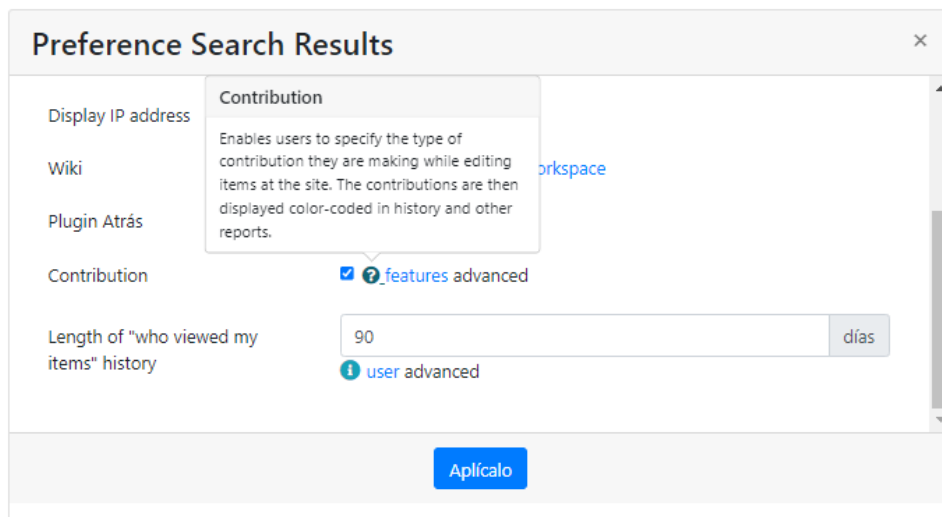 Preference Search Results
×
Display IP address
Contribution
Enables users to specify the type of
contribution they are making while editing
items at the site. The contributions are then
displayed color-coded in history and other
reports.
Wiki
Plugin Atrás
Contribution
? features advanced
Length of "who viewed my
items" history
90
días
i user advanced
Aplícalo